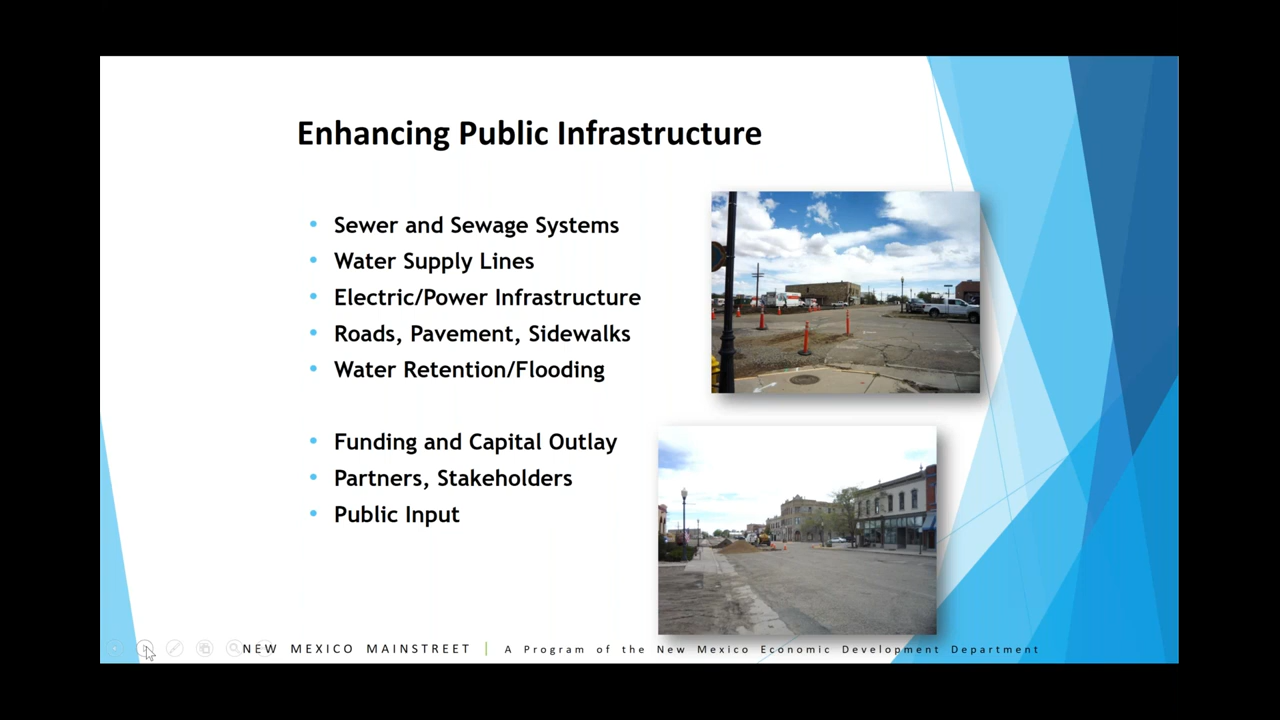 Enhancing Public Infrastructure
• Sewer and Sewage Systems
• Water Supply Lines
• Electric/Power Infrastructure
• Roads, Pavement, Sidewalks
• Water Retention/Flooding
• Funding and Capital Outlay
• Partners, Stakeholders
• Public Input
NEW MEXICO MAINSTREET | A Program of the New Mexico Economic Development Department